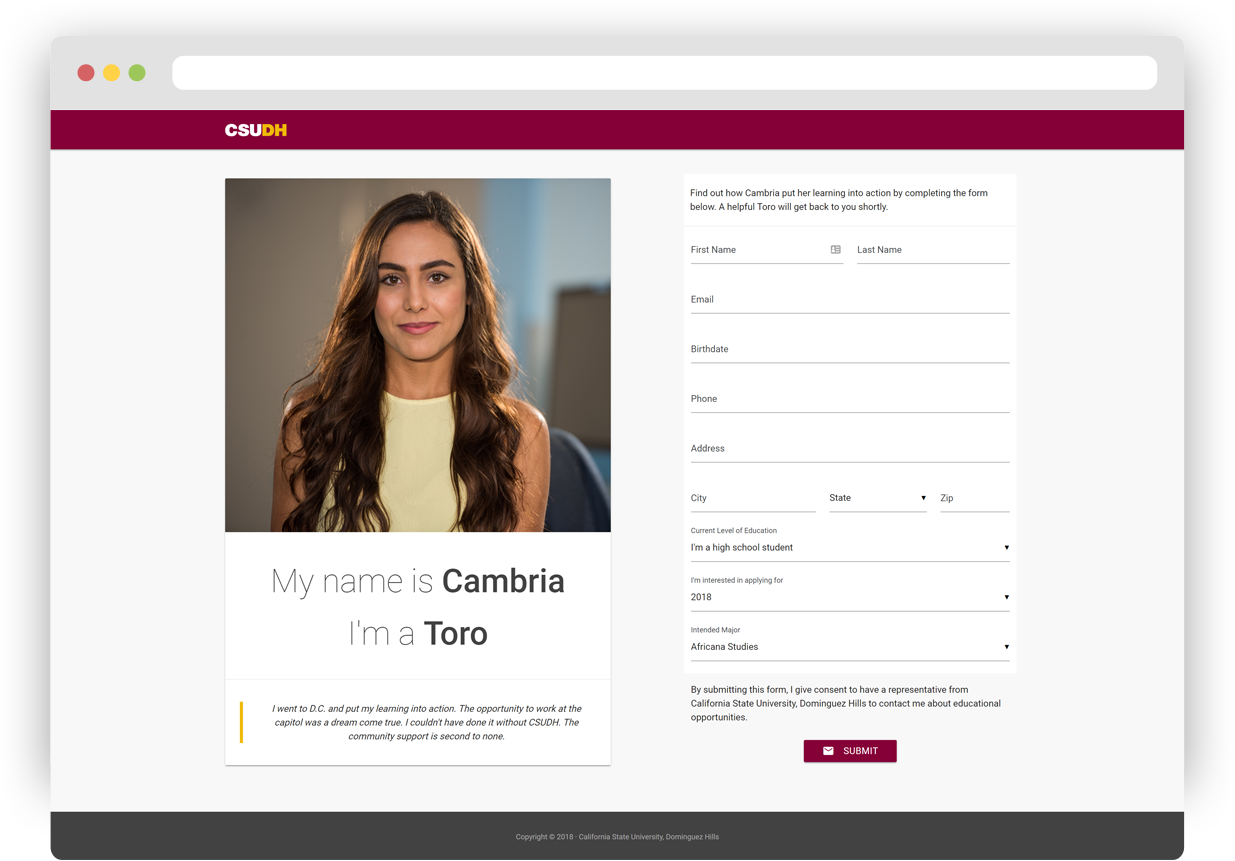 CSUDH
My name is Cambria
I'm a Toro
I went to D.C. and put my learning into action. The opportunity to work at the
capitol was a dream come true. I couldn't have done it without CSUDH. The
community support is second to none.
Find out how Cambria put her learning into action by completing the form
below. A helpful Toro will get back to you shortly.
First Name Last Name
Email
Birthdate
Phone
Address
City State Zip
Current Level of Education
I'm a high school student
I'm interested in applying for
2018
Intended Major
Africana Studies
By submitting this form, I give consent to have a representative from
California State University, Dominguez Hills to contact me about educational
opportunities.
SUBMIT
Copyright © 2018 · California State University, Dominguez Hills